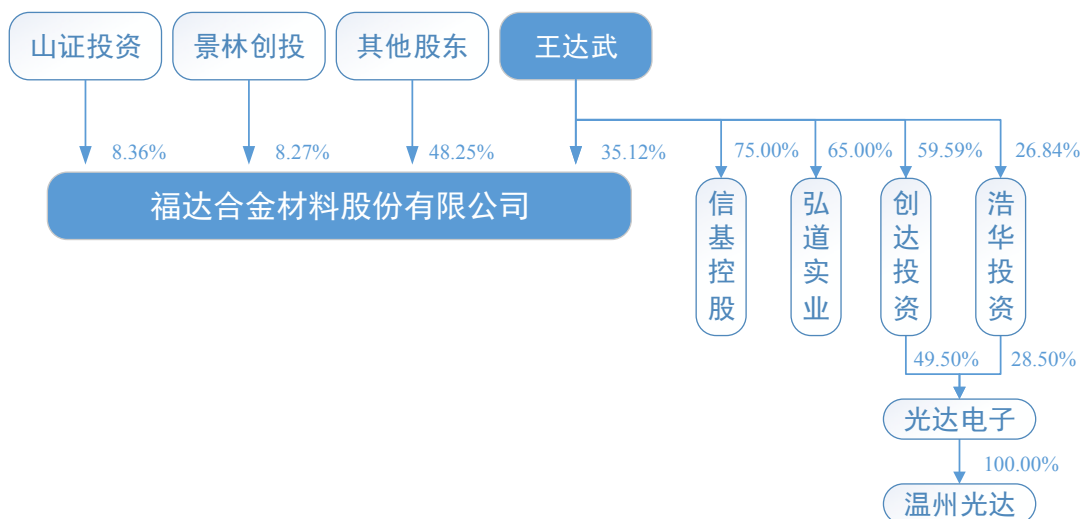 山证投资
景林创投
其他股东
王达武
8.36%
8.27%
48.25%
35.12%
75.00%
65.00%
59.59%
26.84%
福达合金材料股份有限公司
信基控股
弘道实业
创达投资
浩华投资
49.50%
28.50%
光达电子
100.00%
温州光达